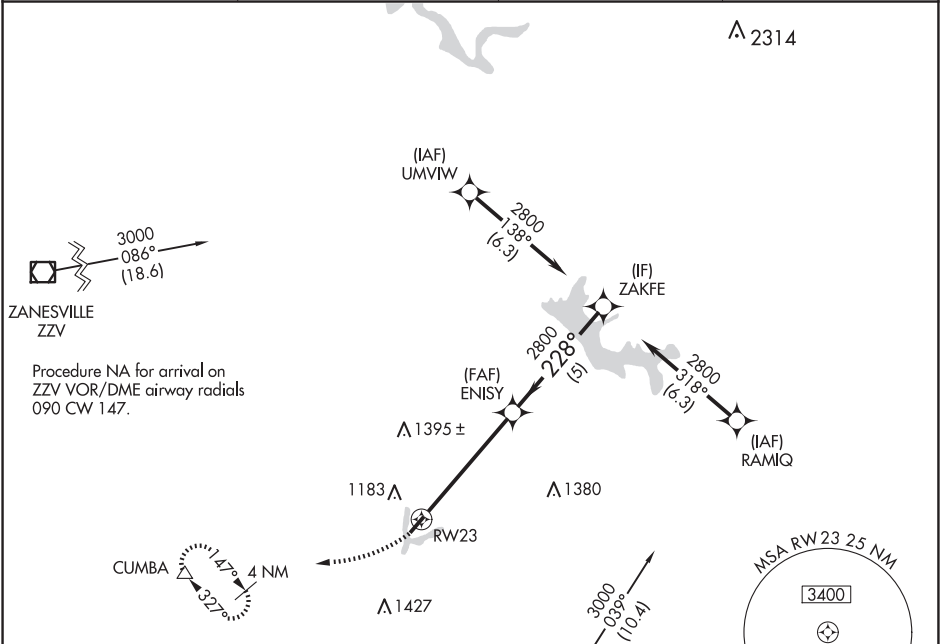 2314
(IAF)
UMVIW
2800
138°
(6.3)
3000
086°
(18.6)
ZANESVILLE
ZZV
(IF)
ZAKFE
2800
228°
(5)
Procedure NA for arrival on
ZZV VOR/DME airway radials
090 CW 147.
(FAF)
ENISY
2800
318°
(6.3)
(IAF)
RAMIQ
1395 ±
1183
1380
RW23
CUMBA
147°
4 NM
327°
1427
3000
039°
(10.4)
MSA RW 23 25 NM
3400